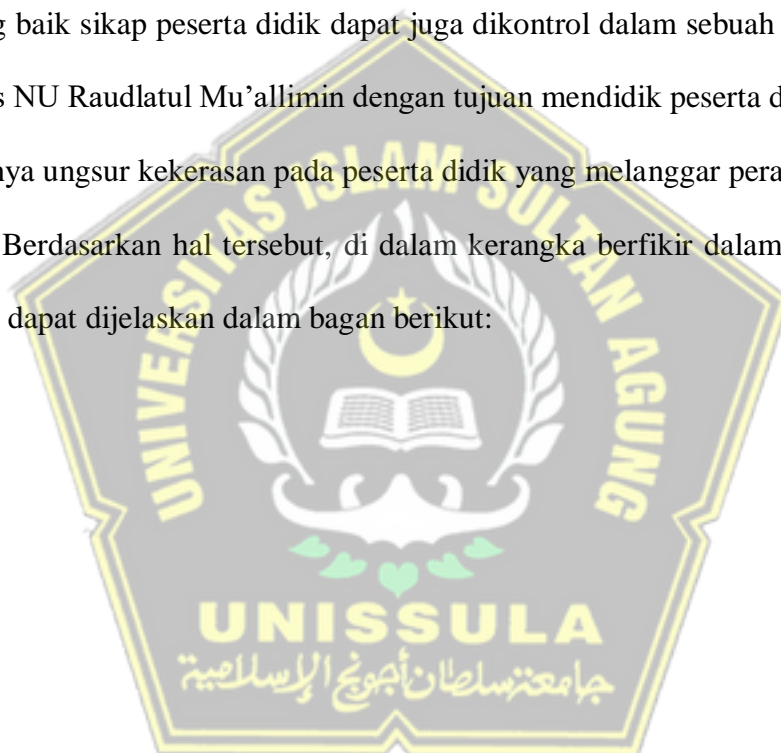 g baik sikap peserta didik dapat juga dikontrol dalam sebuah
s NU Raudlatul Mu’allimin dengan tujuan mendidik peserta d
nya ungsur kekerasan pada peserta didik yang melanggar pera
Berdasarkan hal tersebut, di dalam kerangka berfikir dalam
dapat dijelaskan dalam bagan berikut:
UNIVERSITAS ISLAM SULTAN AGUNG
UNISSULA
جامعتسلطان أجونج الإسلامية